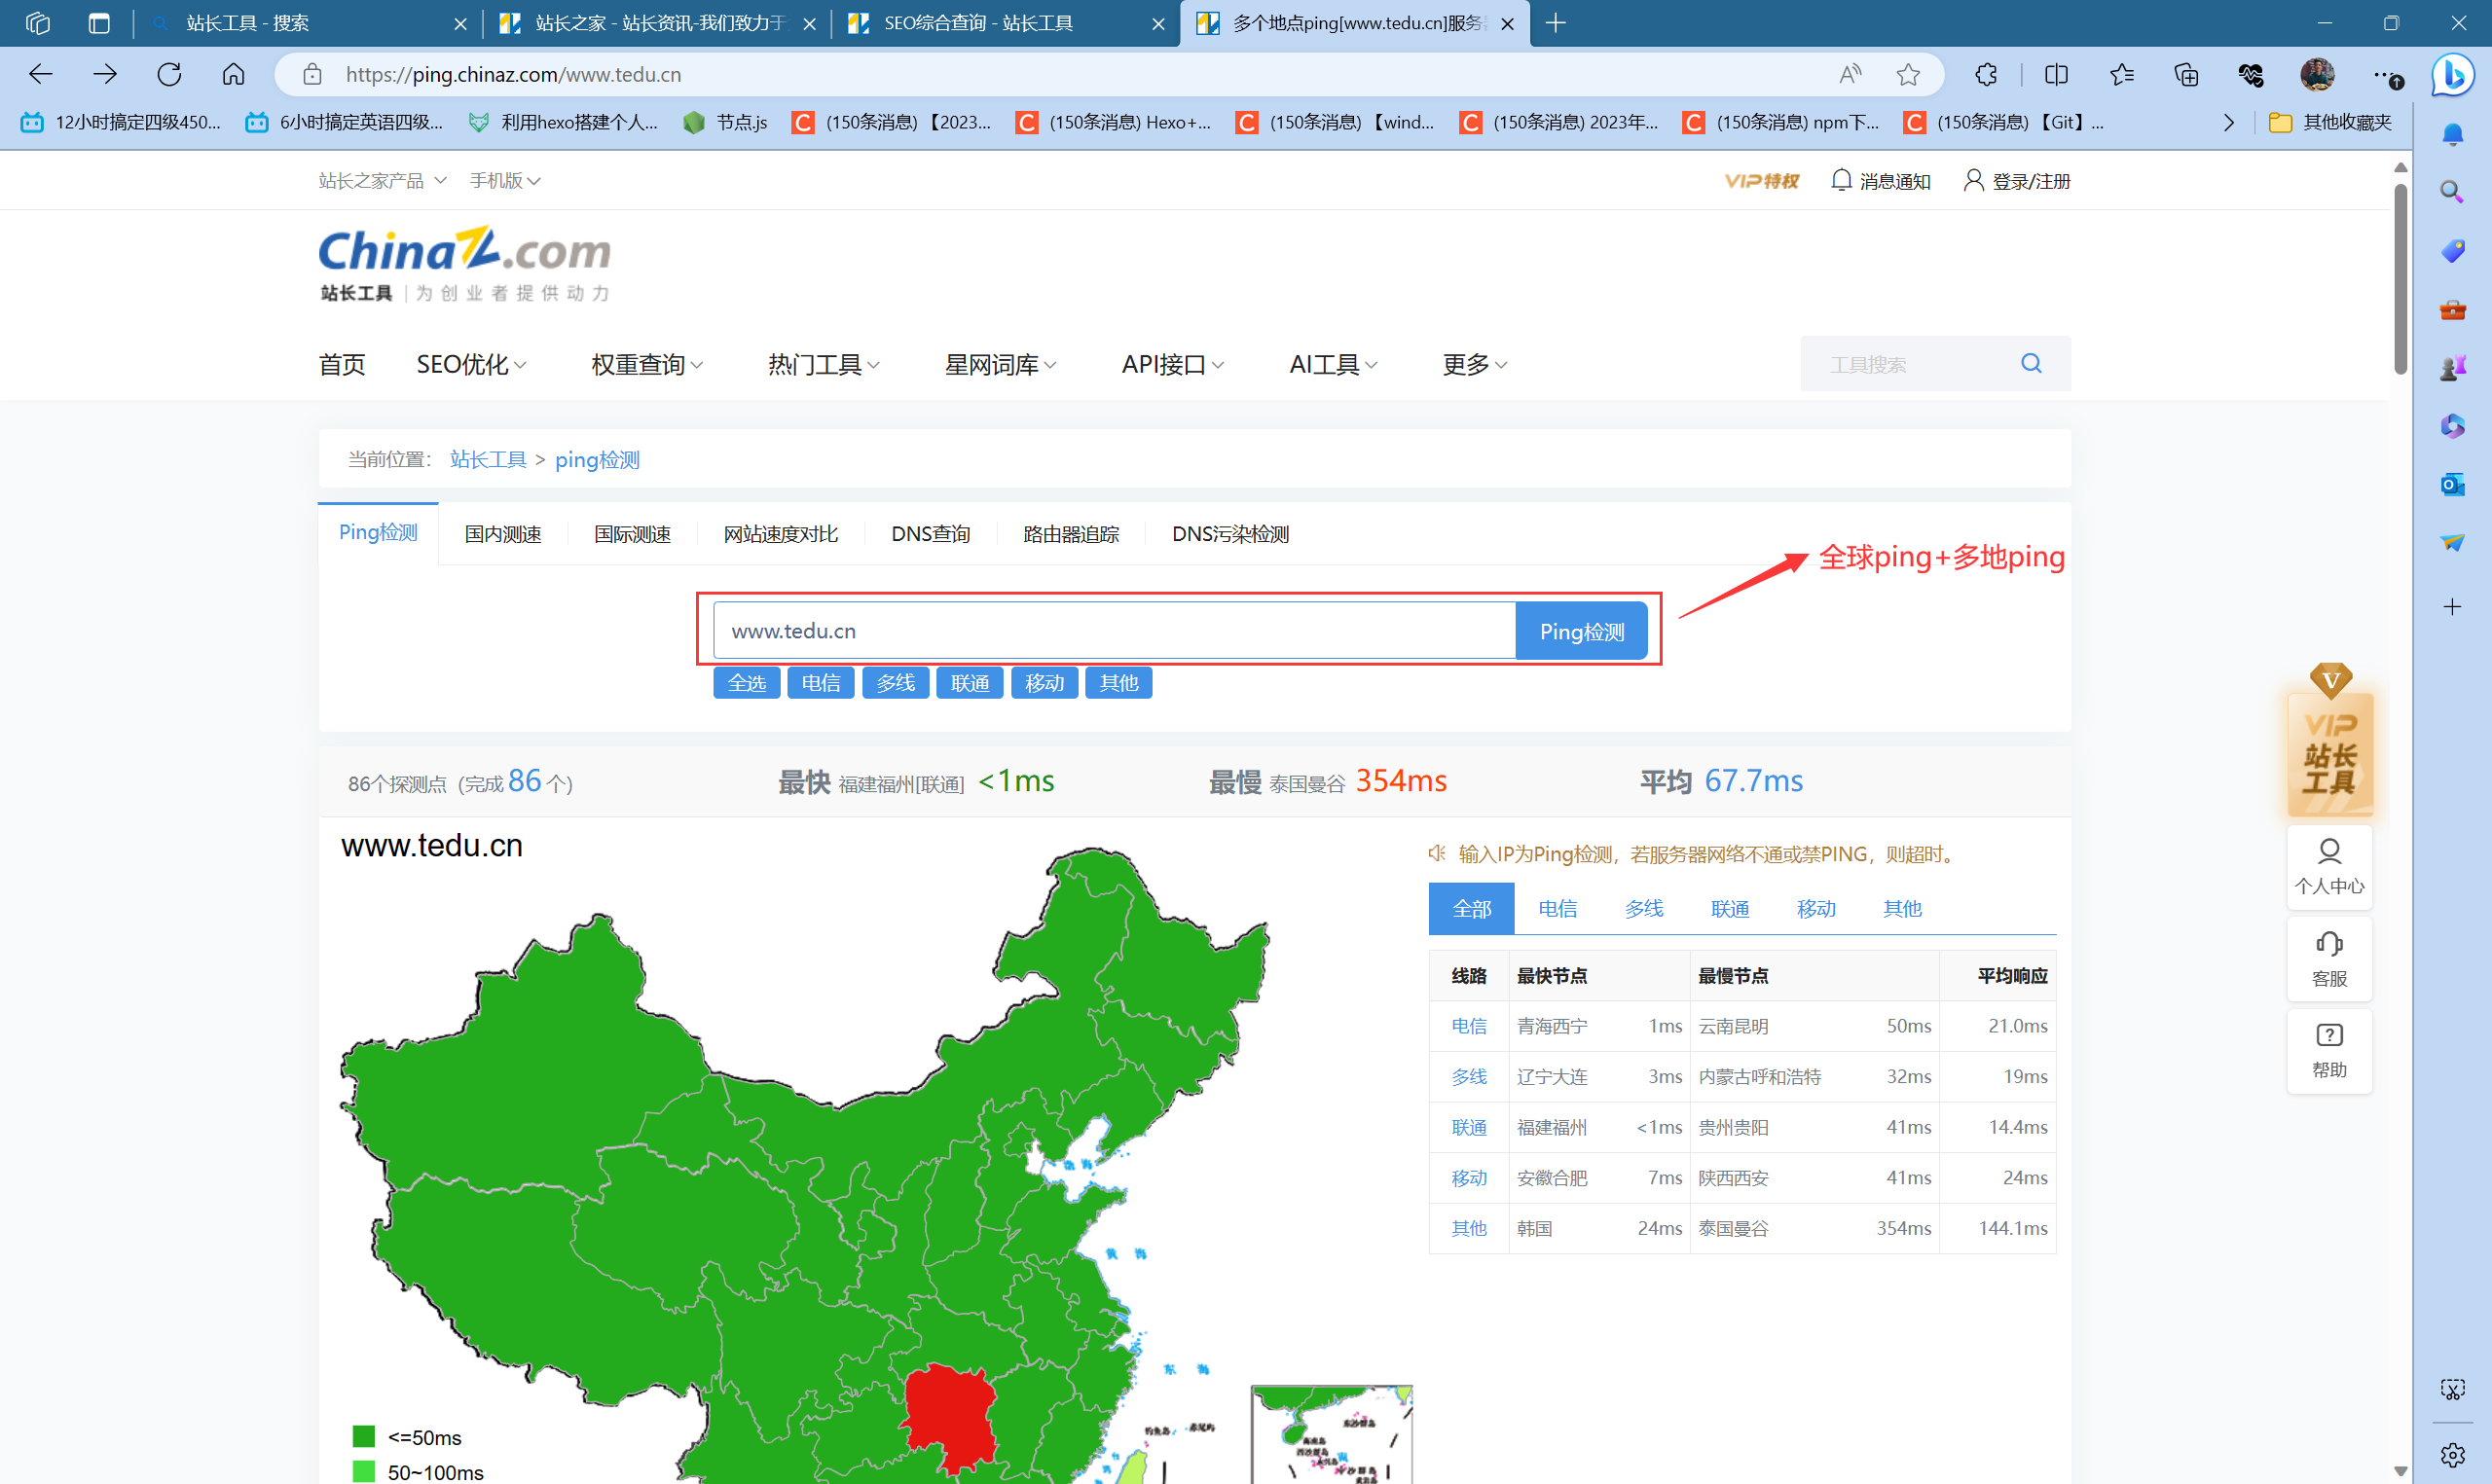 站长工具 - 搜索
站长之家 - 站长资讯-我们致力于
SEO综合查询 - 站长工具
多个地点ping[www.tedu.cn]服务
https://ping.chinaz.com/www.tedu.cn
12小时搞定四级450...
6小时搞定英语四级...
利用hexo搭建个人...
节点.js
(150条消息) 【2023...
(150条消息) Hexo+...
(150条消息) 【wind...
(150条消息) 2023年...
(150条消息) npm下...
(150条消息) 【Git】...
其他收藏夹
站长之家产品 手机版
VIP特权 消息通知 登录/注册
ChinaZ.com
站长工具 | 为创业者提供动力
首页 SEO优化 权重查询 热门工具 星网词库 API接口 AI工具 更多 工具搜索
当前位置： 站长工具 > ping检测
Ping检测 国内测速 国际测速 网站速度对比 DNS查询 路由器追踪 DNS污染检测
全球ping+多地ping
www.tedu.cn Ping检测
全选 电信 多线 联通 移动 其他
VIP
站长
工具
86个探测点 (完成 86 个) 最快 福建福州[联通] <1ms 最慢 泰国曼谷 354ms 平均 67.7ms
www.tedu.cn
输入IP为Ping检测，若服务器网络不通或禁PING，则超时。
个人中心
客服
帮助
全部 电信 多线 联通 移动 其他
线路 最快节点 最慢节点 平均响应
电信 青海西宁 1ms 云南昆明 50ms 21.0ms
多线 辽宁大连 3ms 内蒙古呼和浩特 32ms 19ms
联通 福建福州 <1ms 贵州贵阳 41ms 14.4ms
移动 安徽合肥 7ms 陕西西安 41ms 24ms
其他 韩国 24ms 泰国曼谷 354ms 144.1ms
渤 海
黄 海
东 海
钓鱼岛
东沙群岛
<=50ms
50~100ms